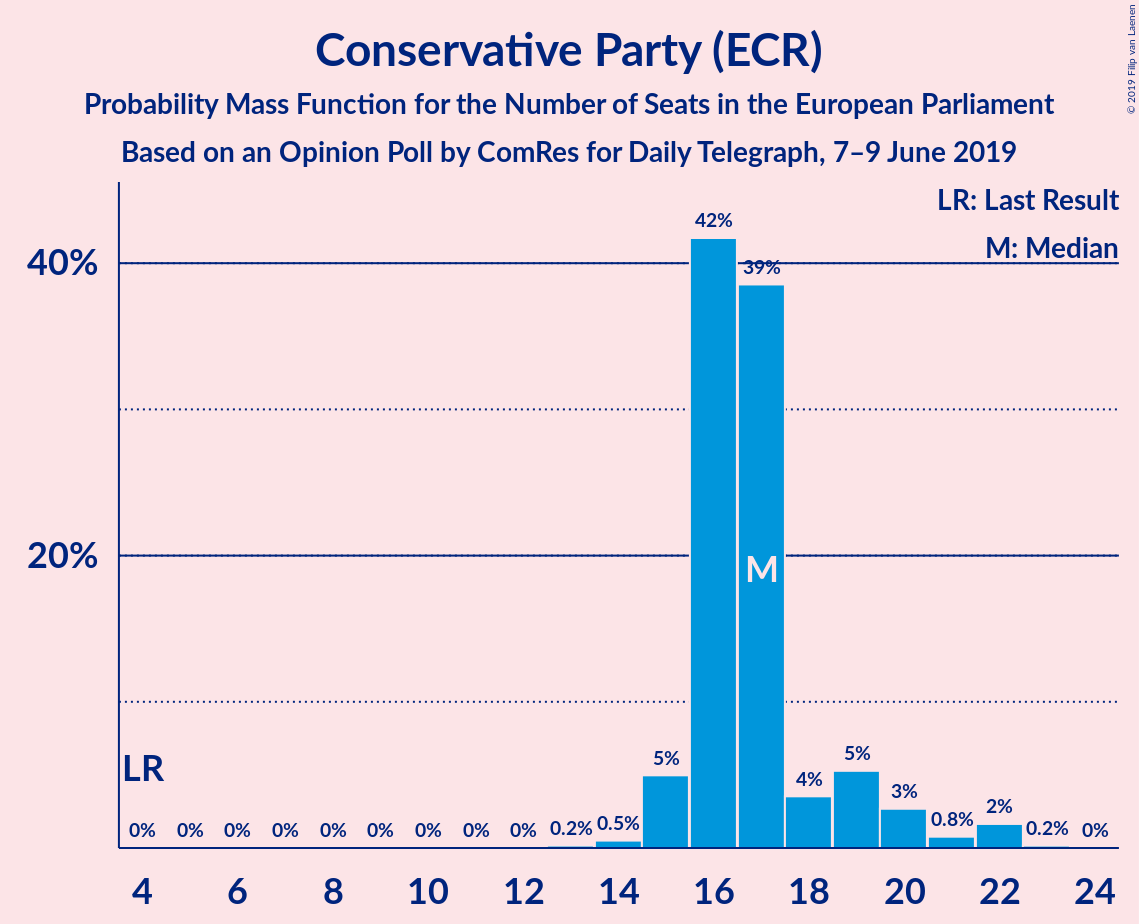 Conservative Party (ECR)
Probability Mass Function for the Number of Seats in the European Parliament
Based on an Opinion Poll by ComRes for Daily Telegraph, 7–9 June 2019
© 2019 Filip van Laenen
LR: Last Result
M: Median
40%
20%
42%
39%
M
LR
0% 0% 0% 0% 0% 0% 0% 0% 0% 0.2% 0.5% 5% 4% 5% 3% 0.8% 2% 0.2% 0%
4 6 8 10 12 14 16 18 20 22 24